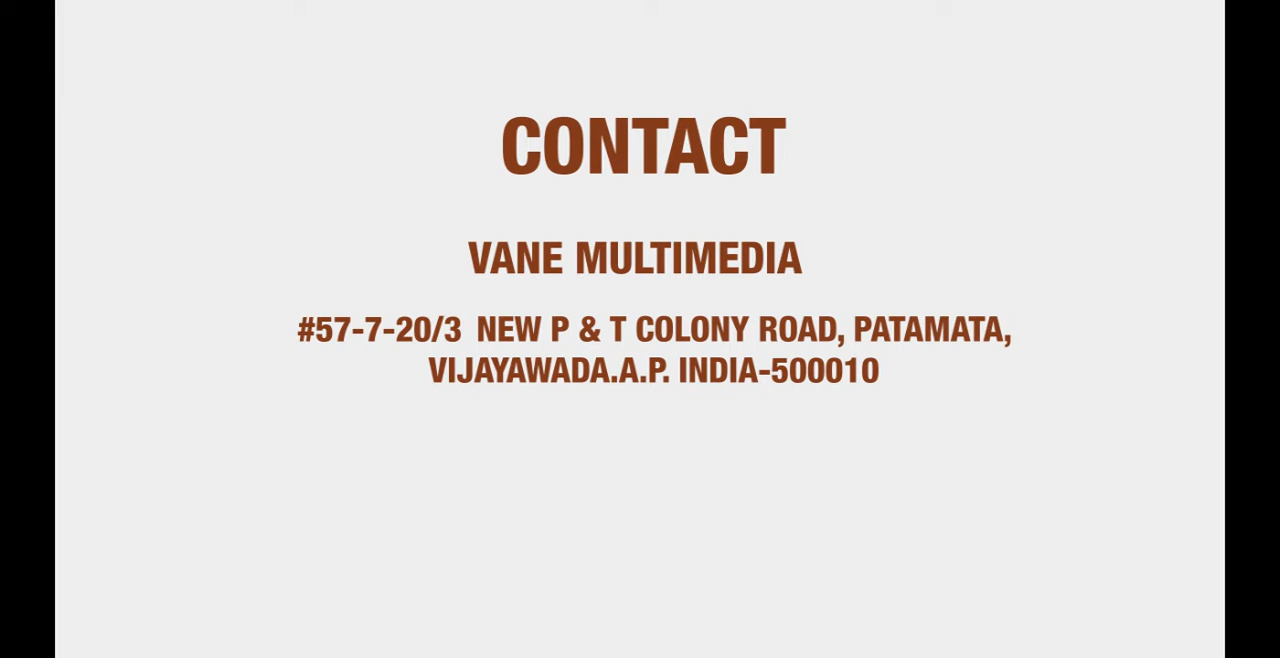 CONTACT
VANE MULTIMEDIA
#57-7-20/3 NEW P & T COLONY ROAD, PATAMATA,
VIJAYAWADA.A.P. INDIA-500010